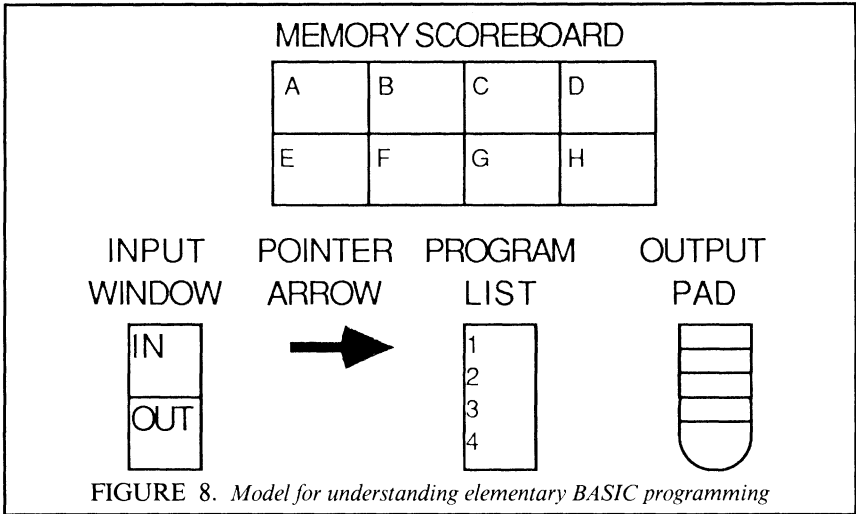 MEMORY SCOREBOARD
A B C D
E F G H
INPUT WINDOW
POINTER ARROW
PROGRAM LIST
OUTPUT PAD
IN
OUT
1
2
3
4
FIGURE 8. Model for understanding elementary BASIC programming